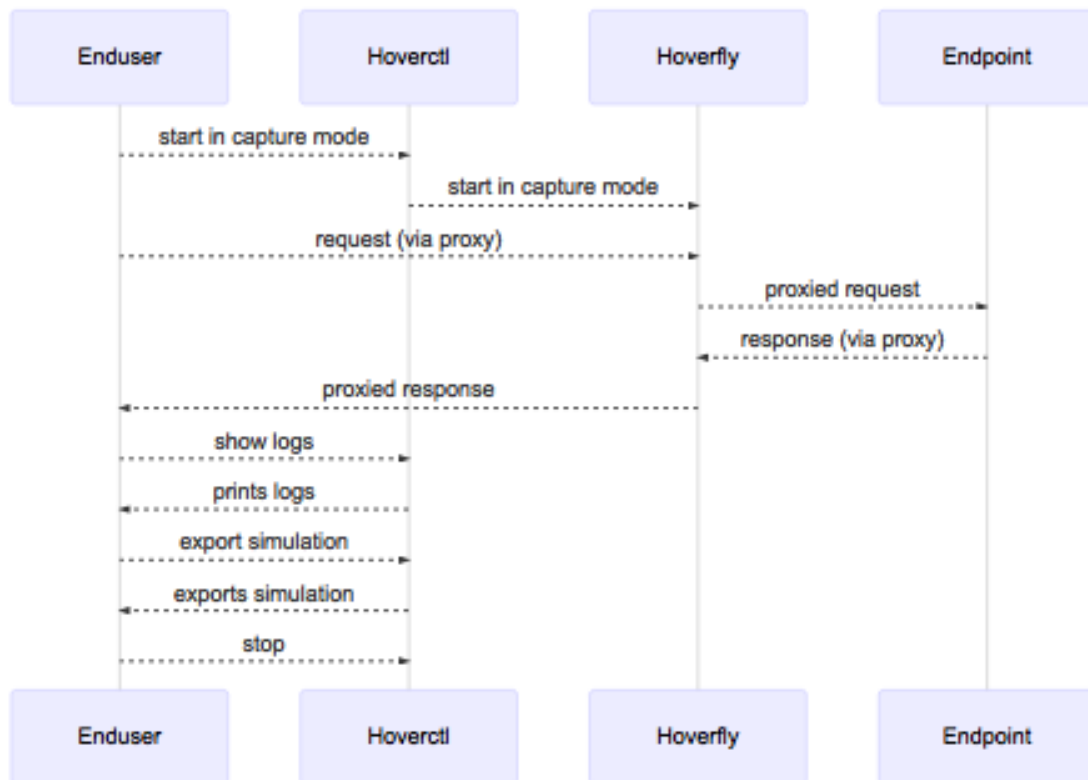 Enduser
Hoverctl
Hoverfly
Endpoint
start in capture mode
start in capture mode
request (via proxy)
proxied request
response (via proxy)
proxied response
show logs
prints logs
export simulation
exports simulation
stop
Enduser
Hoverctl
Hoverfly
Endpoint